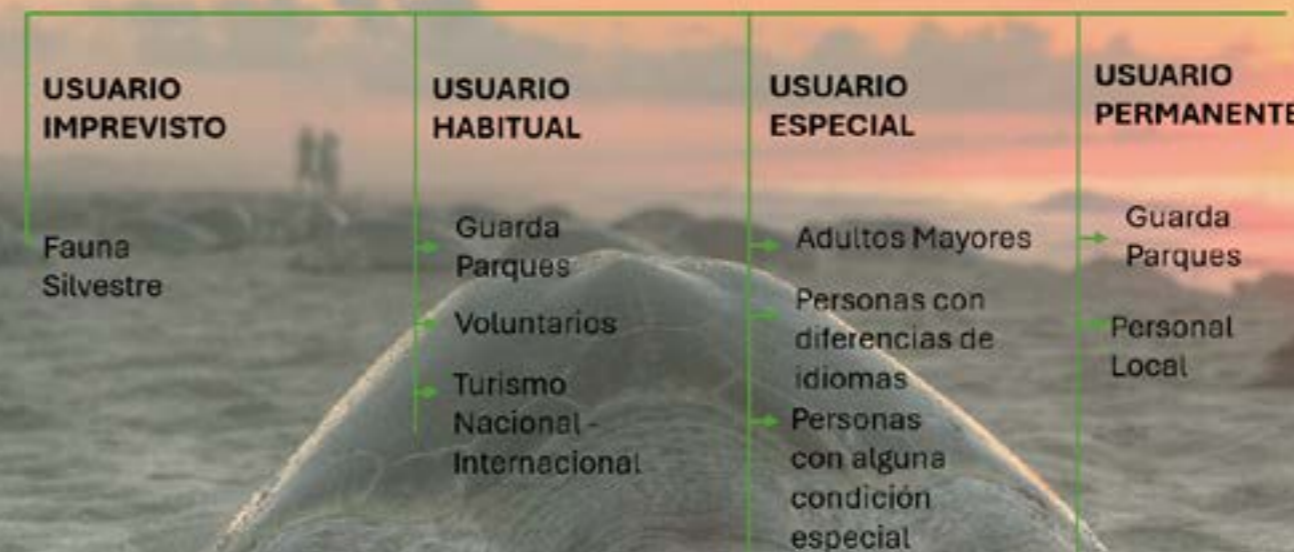 USUARIO
IMPREVISTO
Fauna
Silvestre
USUARIO
HABITUAL
Guarda
Parques
Voluntarios
Turismo
Nacional -
Internacional
USUARIO
ESPECIAL
Adultos Mayores
Personas con
diferencias de
idiomas
Personas
con alguna
condición
especial
USUARIO
PERMANENTE
Guarda
Parques
Personal
Local